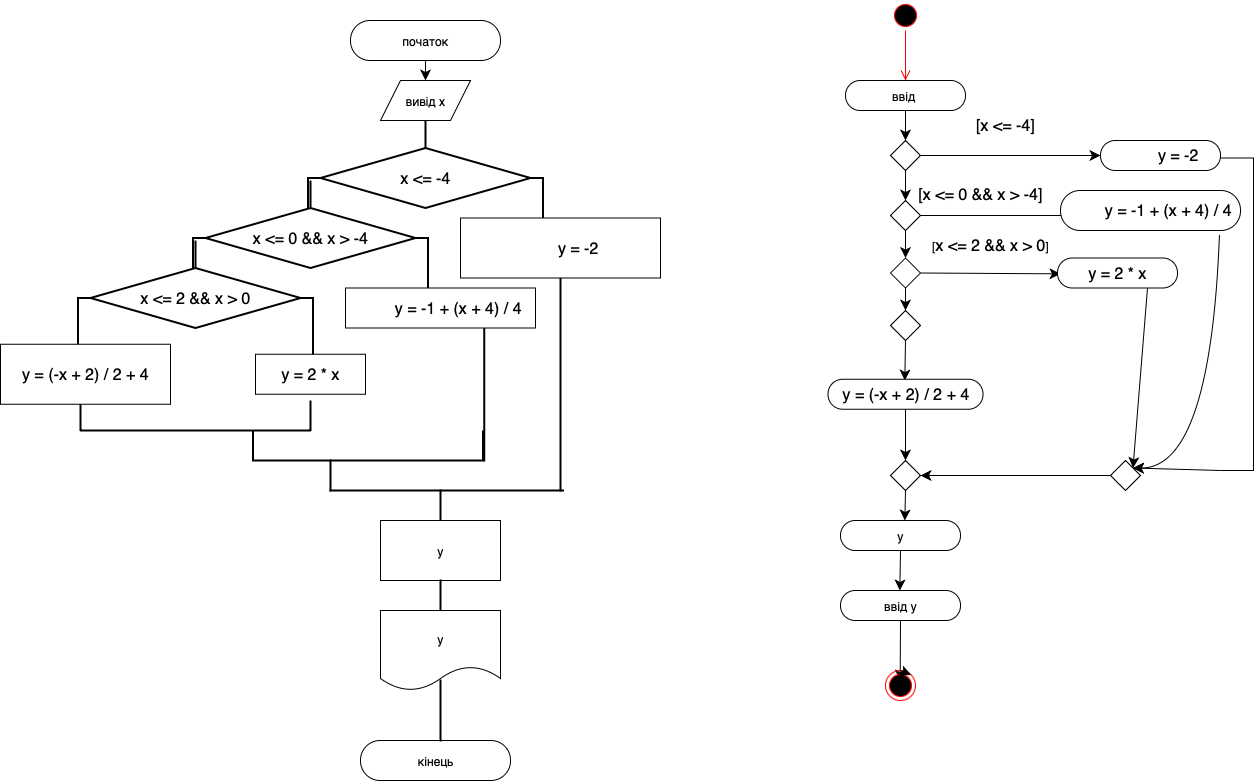 початок
вивід x
x <= -4
x <= 0 && x > -4
y = -2
x <= 2 && x > 0
y = -1 + (x + 4) / 4
y = (-x + 2) / 2 + 4
y = 2 * x
y
y
кінець
ввід
[x <= -4]
y = -2
[x <= 0 && x > -4]
y = -1 + (x + 4) / 4
[x <= 2 && x > 0]
y = 2 * x
y = (-x + 2) / 2 + 4
y
ввід y